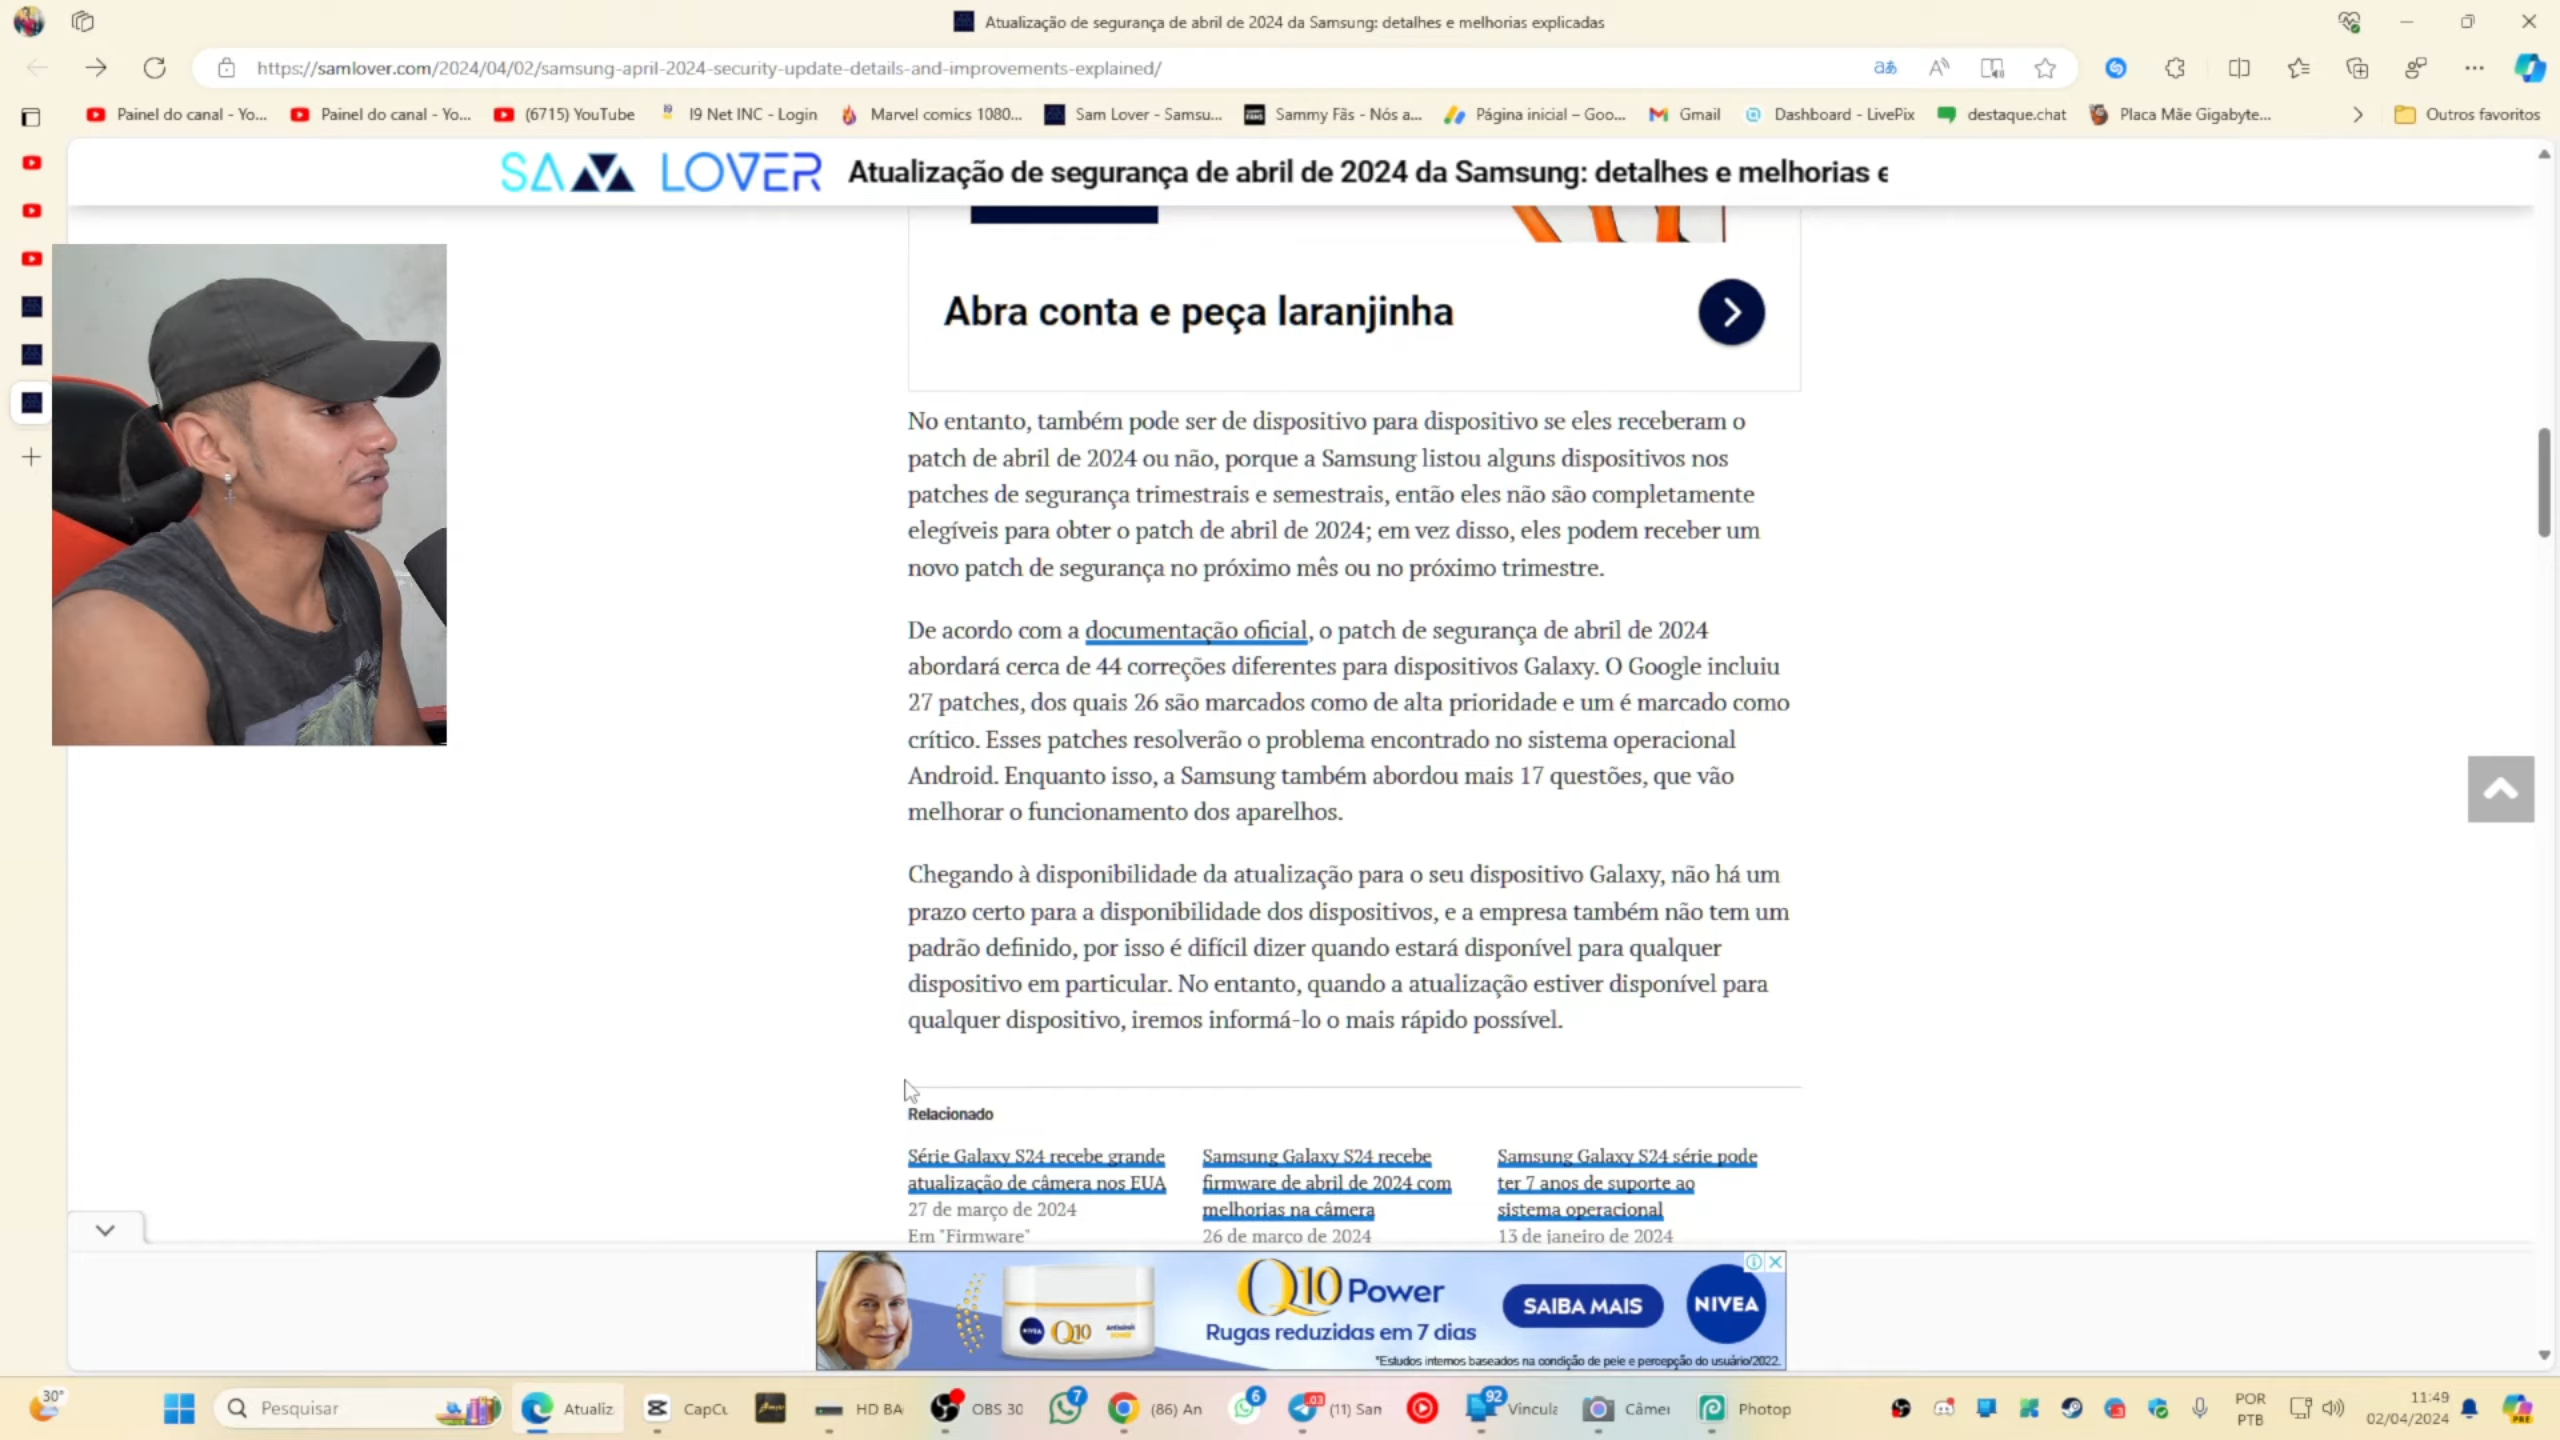 Atualização de segurança de abril de 2024 da Samsung: detalhes e melhorias explicadas
https://samlover.com/2024/04/02/samsung-april-2024-security-update-details-and-improvements-explained/
Painel do canal - Yo...
Painel do canal - Yo...
(6715) YouTube
I9 Net INC - Login
Marvel comics 1080...
Sam Lover - Samsu...
Sammy Fãs - Nós a...
Página inicial – Goo...
Gmail
Dashboard - LivePix
destaque.chat
Placa Mãe Gigabyte...
Outros favoritos
SAM LOVER
Atualização de segurança de abril de 2024 da Samsung: detalhes e melhorias e
Abra conta e peça laranjinha
No entanto, também pode ser de dispositivo para dispositivo se eles receberam o
patch de abril de 2024 ou não, porque a Samsung listou alguns dispositivos nos
patches de segurança trimestrais e semestrais, então eles não são completamente
elegíveis para obter o patch de abril de 2024; em vez disso, eles podem receber um
novo patch de segurança no próximo mês ou no próximo trimestre.
De acordo com a documentação oficial, o patch de segurança de abril de 2024
abordará cerca de 44 correções diferentes para dispositivos Galaxy. O Google incluiu
27 patches, dos quais 26 são marcados como de alta prioridade e um é marcado como
crítico. Esses patches resolverão o problema encontrado no sistema operacional
Android. Enquanto isso, a Samsung também abordou mais 17 questões, que vão
melhorar o funcionamento dos aparelhos.
Chegando à disponibilidade da atualização para o seu dispositivo Galaxy, não há um
prazo certo para a disponibilidade dos dispositivos, e a empresa também não tem um
padrão definido, por isso é difícil dizer quando estará disponível para qualquer
dispositivo em particular. No entanto, quando a atualização estiver disponível para
qualquer dispositivo, iremos informá-lo o mais rápido possível.
Relacionado
Série Galaxy S24 recebe grande
atualização de câmera nos EUA
27 de março de 2024
Em "Firmware"
Samsung Galaxy S24 recebe
firmware de abril de 2024 com
melhorias na câmera
26 de março de 2024
Samsung Galaxy S24 série pode
ter 7 anos de suporte ao
sistema operacional
13 de janeiro de 2024
NIVEA Q10
Q10 Power
Rugas reduzidas em 7 dias
SAIBA MAIS
NIVEA
*Estudos internos baseados na condição de pele e percepção do usuário/2022.
30°
Pesquisar
Atualiz
CapCu
HD BA
OBS 30
7
(86) An
6
(11) San
92
Vincula
Câmer
Photop
POR
PTB
11:49
02/04/2024
PRE